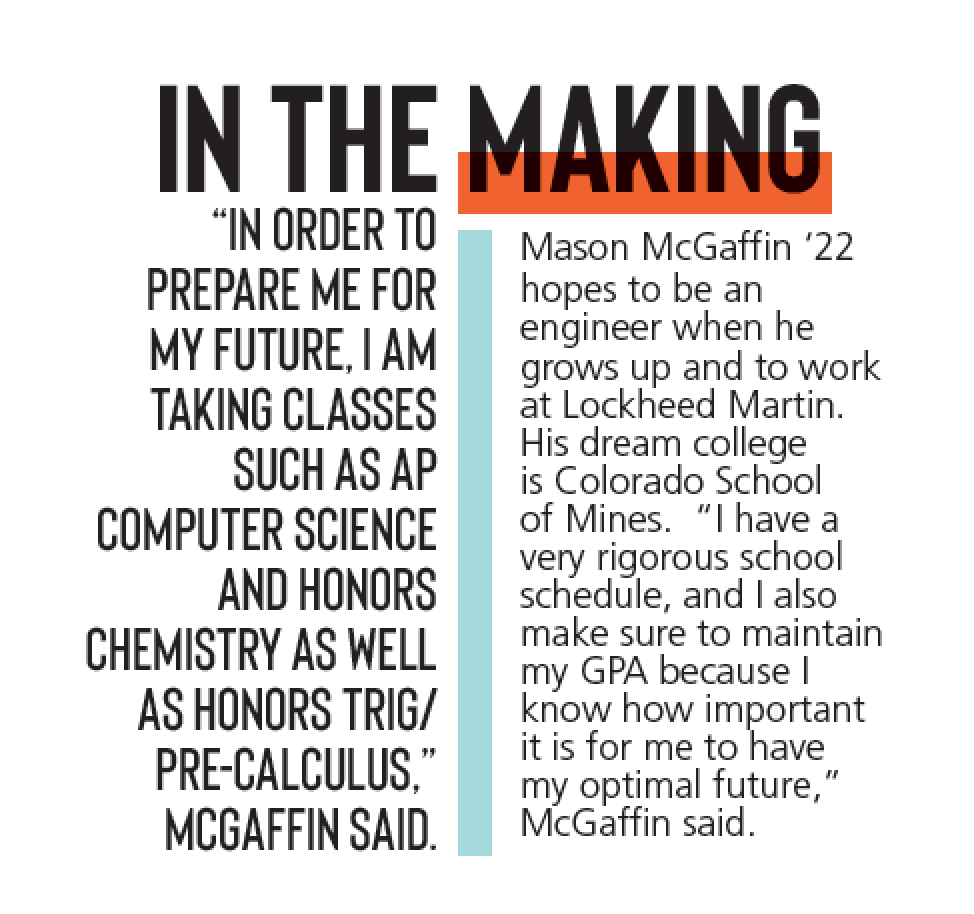 IN THE MAKING
“IN ORDER TO
PREPARE ME FOR
MY FUTURE, I AM
TAKING CLASSES
SUCH AS AP
COMPUTER SCIENCE
AND HONORS
CHEMISTRY AS WELL
AS HONORS TRIG/
PRE-CALCULUS,”
MCGAFFIN SAID.
Mason McGaffin ‘22
hopes to be an
engineer when he
grows up and to work
at Lockheed Martin.
His dream college
is Colorado School
of Mines.  “I have a
very rigorous school
schedule, and I also
make sure to maintain
my GPA because I
know how important
it is for me to have
my optimal future,”
McGaffin said.